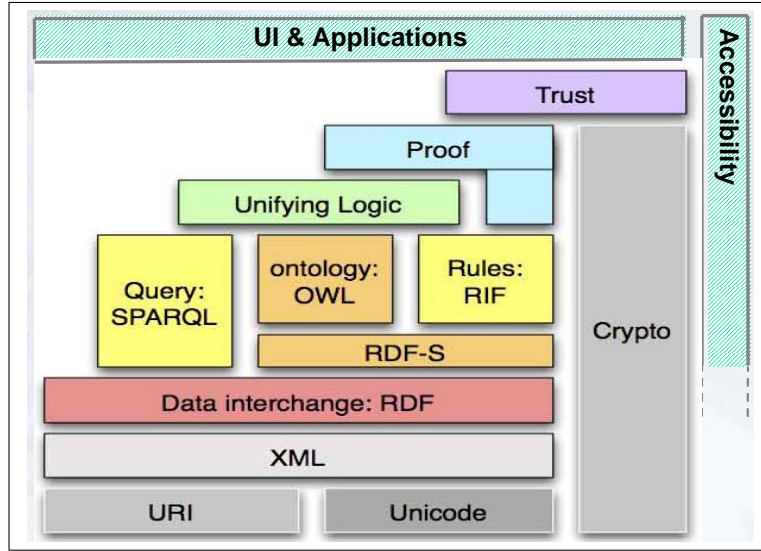 UI & Applications
Accessibility
Trust
Proof
Unifying Logic
Query:
SPARQL
ontology:
OWL
Rules:
RIF
Crypto
RDF-S
Data interchange: RDF
XML
URI
Unicode